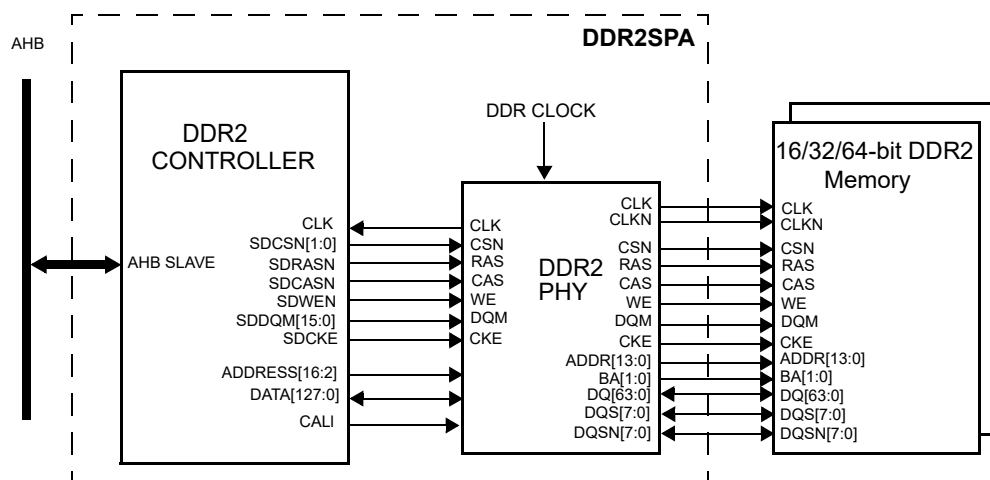 AHB
DDR2SPA
DDR CLOCK
DDR2
CONTROLLER
CLK
SDCSN[1:0]
SDRASN
SDCASN
SDWEN
SDDQM[15:0]
SDCKE
ADDRESS[16:2]
DATA[127:0]
CALI
AHB SLAVE
CLK
CSN
RAS
CAS
WE
DQM
CKE
DDR2
PHY
CLK
CLKN
CSN
RAS
CAS
WE
DQM
CKE
ADDR[13:0]
BA[1:0]
DQ[63:0]
DQS[7:0]
DQSN[7:0]
16/32/64-bit DDR2
Memory
CLK
CLKN
CSN
RAS
CAS
WE
DQM
CKE
ADDR[13:0]
BA[1:0]
DQ[63:0]
DQS[7:0]
DQSN[7:0]